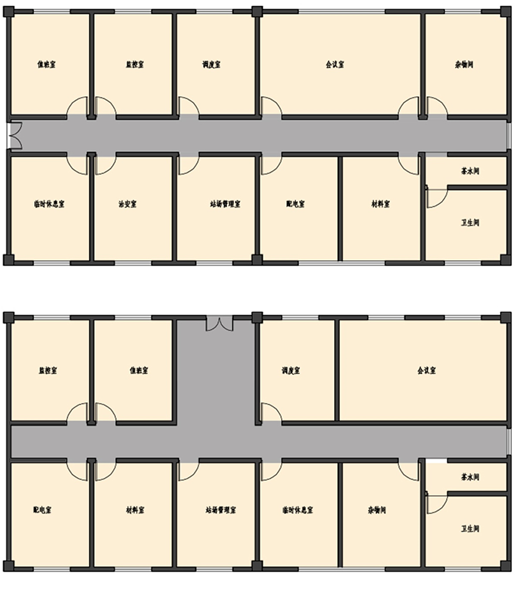 值班室
监控室
调度室
会议室
杂物间
临时休息室
治安室
站场管理室
配电室
材料室
茶水间
卫生间
监控室
值班室
调度室
会议室
配电室
材料室
站场管理室
临时休息室
杂物间
茶水间
卫生间